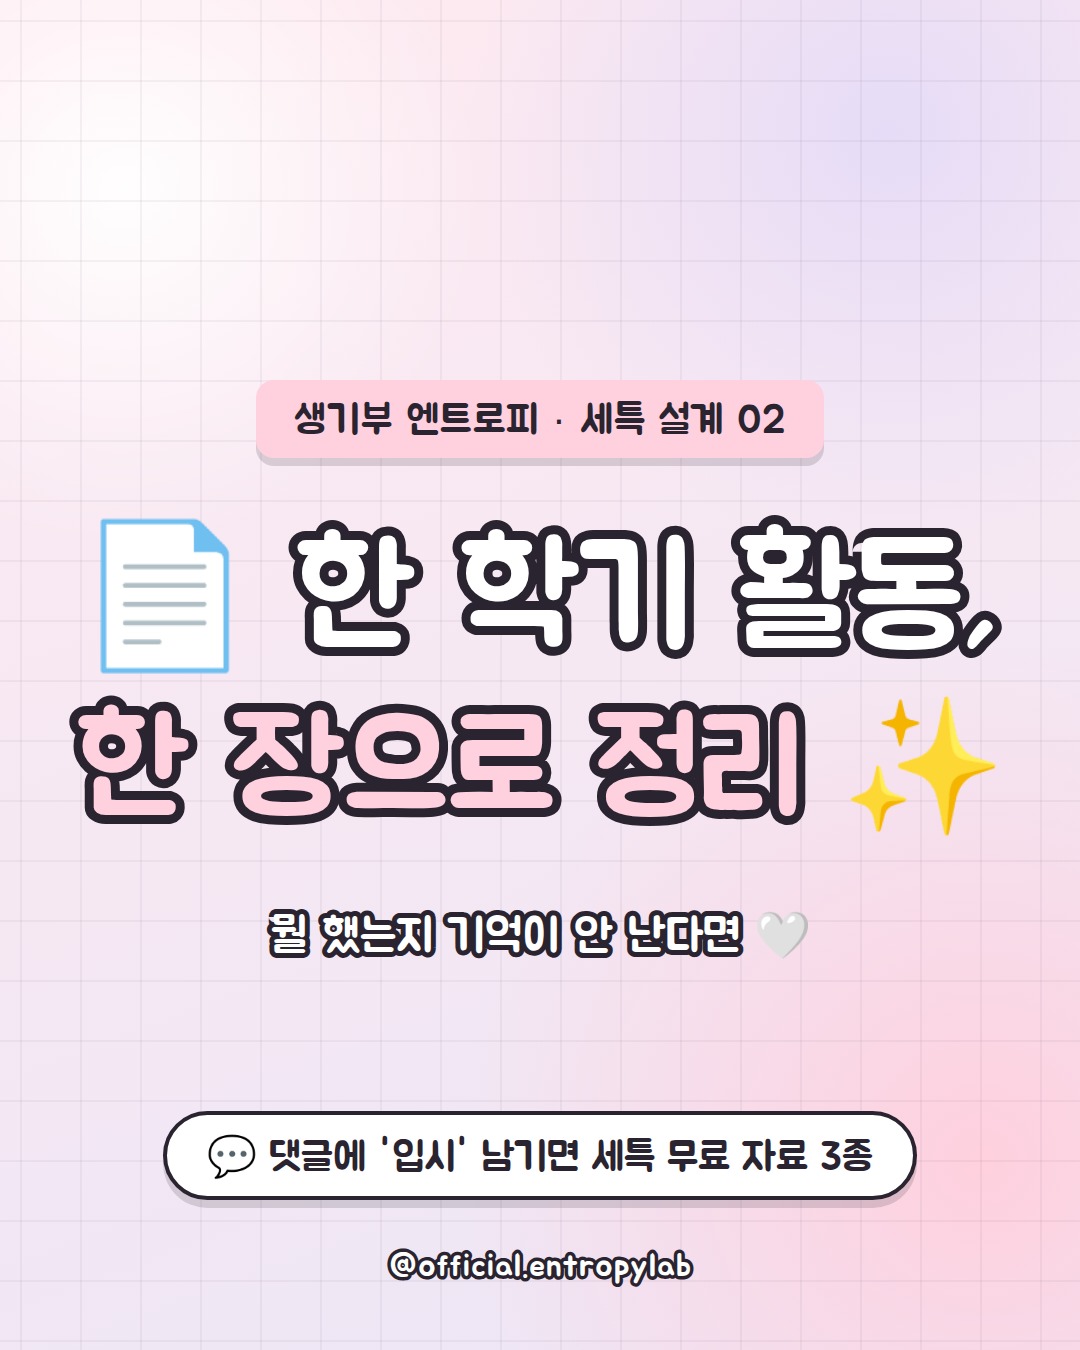 생기부 엔트로피 · 세특 설계 02
📄 한 학기 활동,
한 장으로 정리 ✨
뭘 했는지 기억이 안 난다면 🤍
💬 댓글에 '입시' 남기면 세특 무료 자료 3종
@official.entropylab